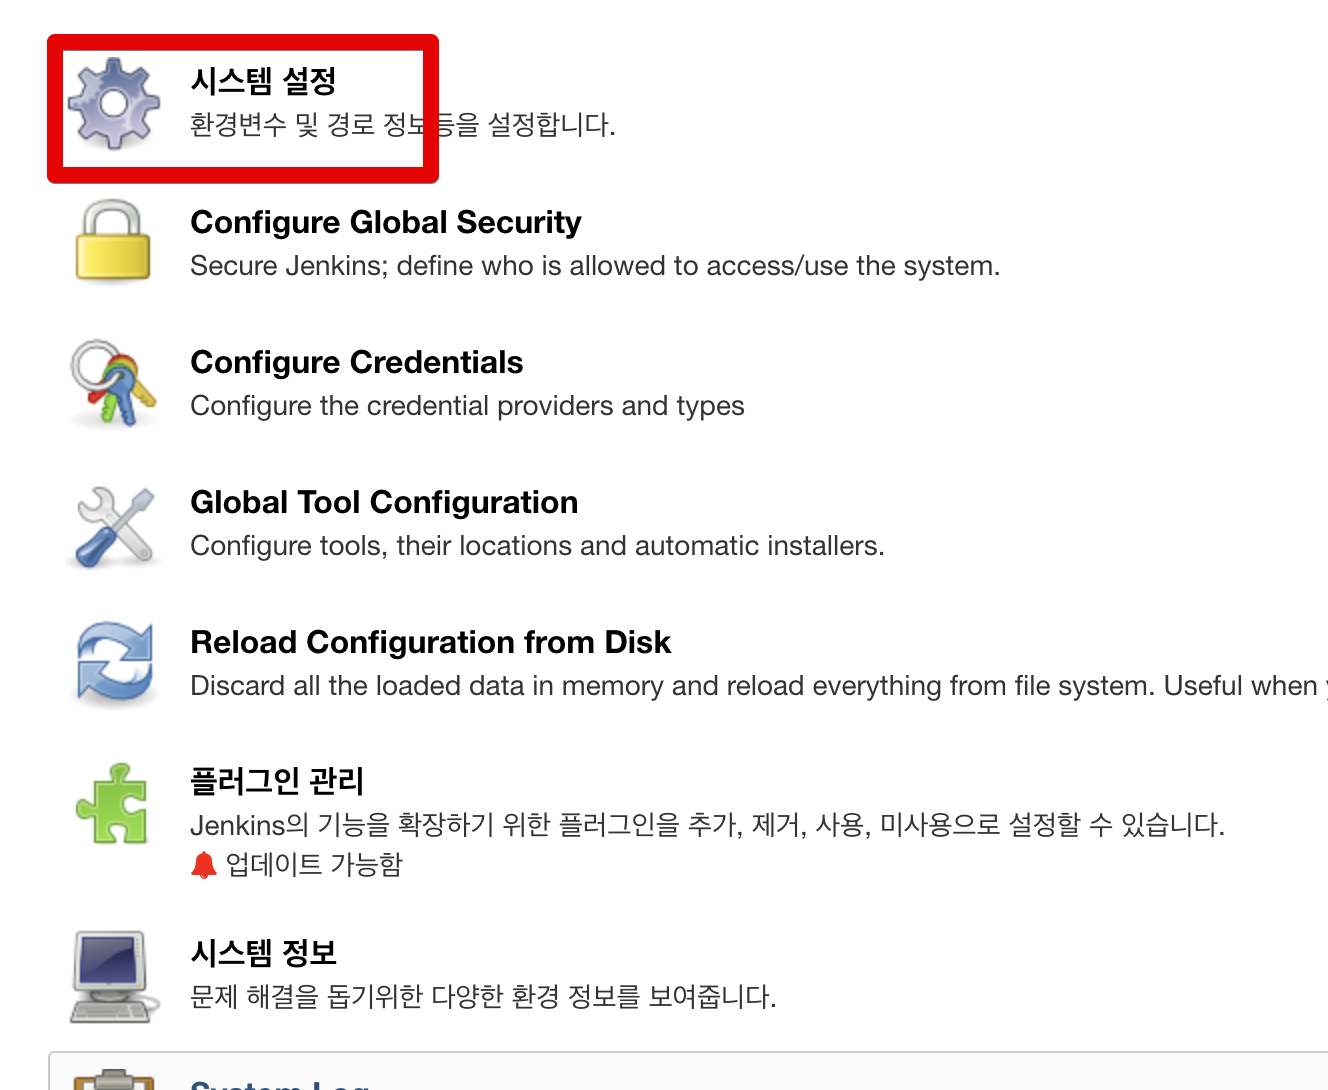 시스템 설정
환경변수 및 경로 정보등을 설정합니다.
Configure Global Security
Secure Jenkins; define who is allowed to access/use the system.
Configure Credentials
Configure the credential providers and types
Global Tool Configuration
Configure tools, their locations and automatic installers.
Reload Configuration from Disk
Discard all the loaded data in memory and reload everything from file system. Useful when
플러그인 관리
Jenkins의 기능을 확장하기 위한 플러그인을 추가, 제거, 사용, 미사용으로 설정할 수 있습니다.
업데이트 가능함
시스템 정보
문제 해결을 돕기위한 다양한 환경 정보를 보여줍니다.
System Log